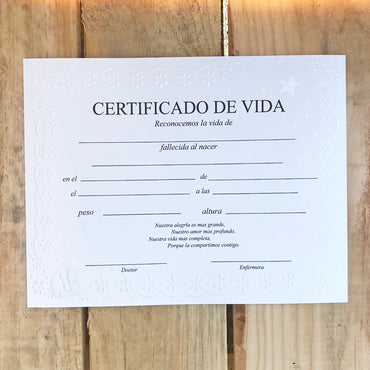 CERTIFICADO DE VIDA
Reconocemos la vida de
fallecida al nacer
en el de
el a las
peso altura
Nuestra alegría es mas grande,
Nuestro amor mas profundo,
Nuestra vida mas completa,
Porque la compartimos contigo.
Doctor Enfermera